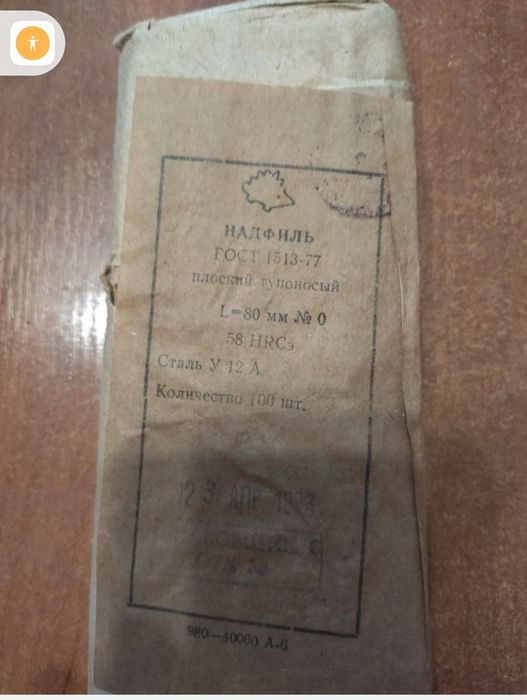 НАДФИЛЬ
ГОСТ 1513-77
плоский тупоносый
L=80 мм № 0
58 HRCэ
Сталь У 12 А
Количество 100 шт.
АПР
980—40000 А-6